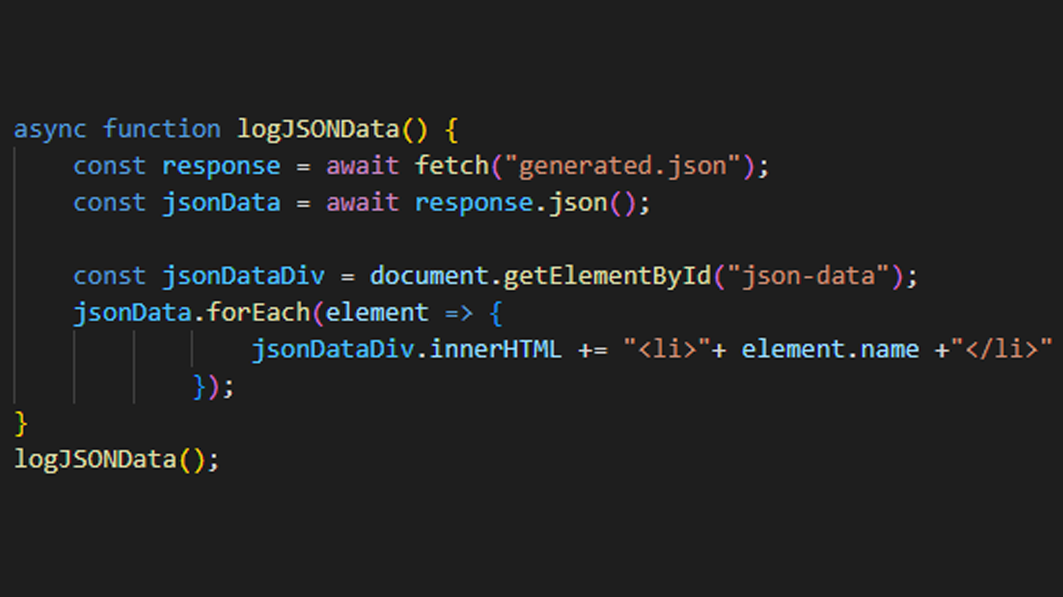 async function logJSONData() {
    const response = await fetch("generated.json");
    const jsonData = await response.json();

    const jsonDataDiv = document.getElementById("json-data");
    jsonData.forEach(element => {
                jsonDataDiv.innerHTML += "<li>"+ element.name +"</li>"
            });
}
logJSONData();